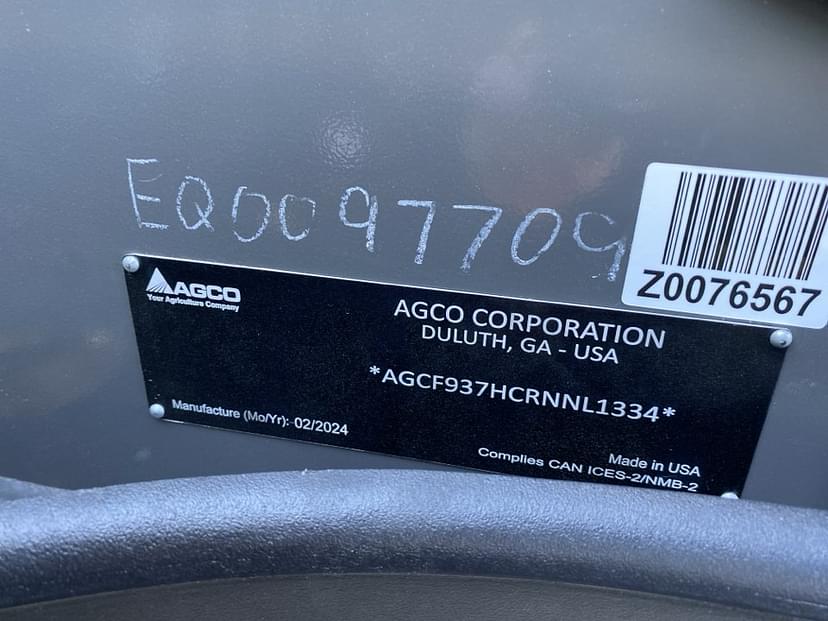 EQ0097709
Z0076567
AGCO
Your Agriculture Company
AGCO CORPORATION
DULUTH, GA - USA
*AGCF937HCRNNL1334*
Manufacture (Mo/Yr):-02/2024
Made in USA
Complies CAN ICES-2/NMB-2